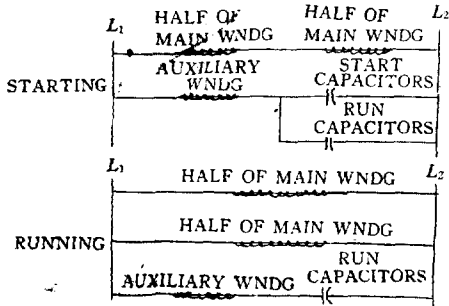 L1 HALF OF HALF OF L2
MAIN WNDG MAIN WNDG
AUXILIARY START
STARTING WNDG CAPACITORS
RUN
CAPACITORS
L1 L2
HALF OF MAIN WNDG
HALF OF MAIN WNDG
RUNNING RUN
AUXILIARY WNDG CAPACITORS